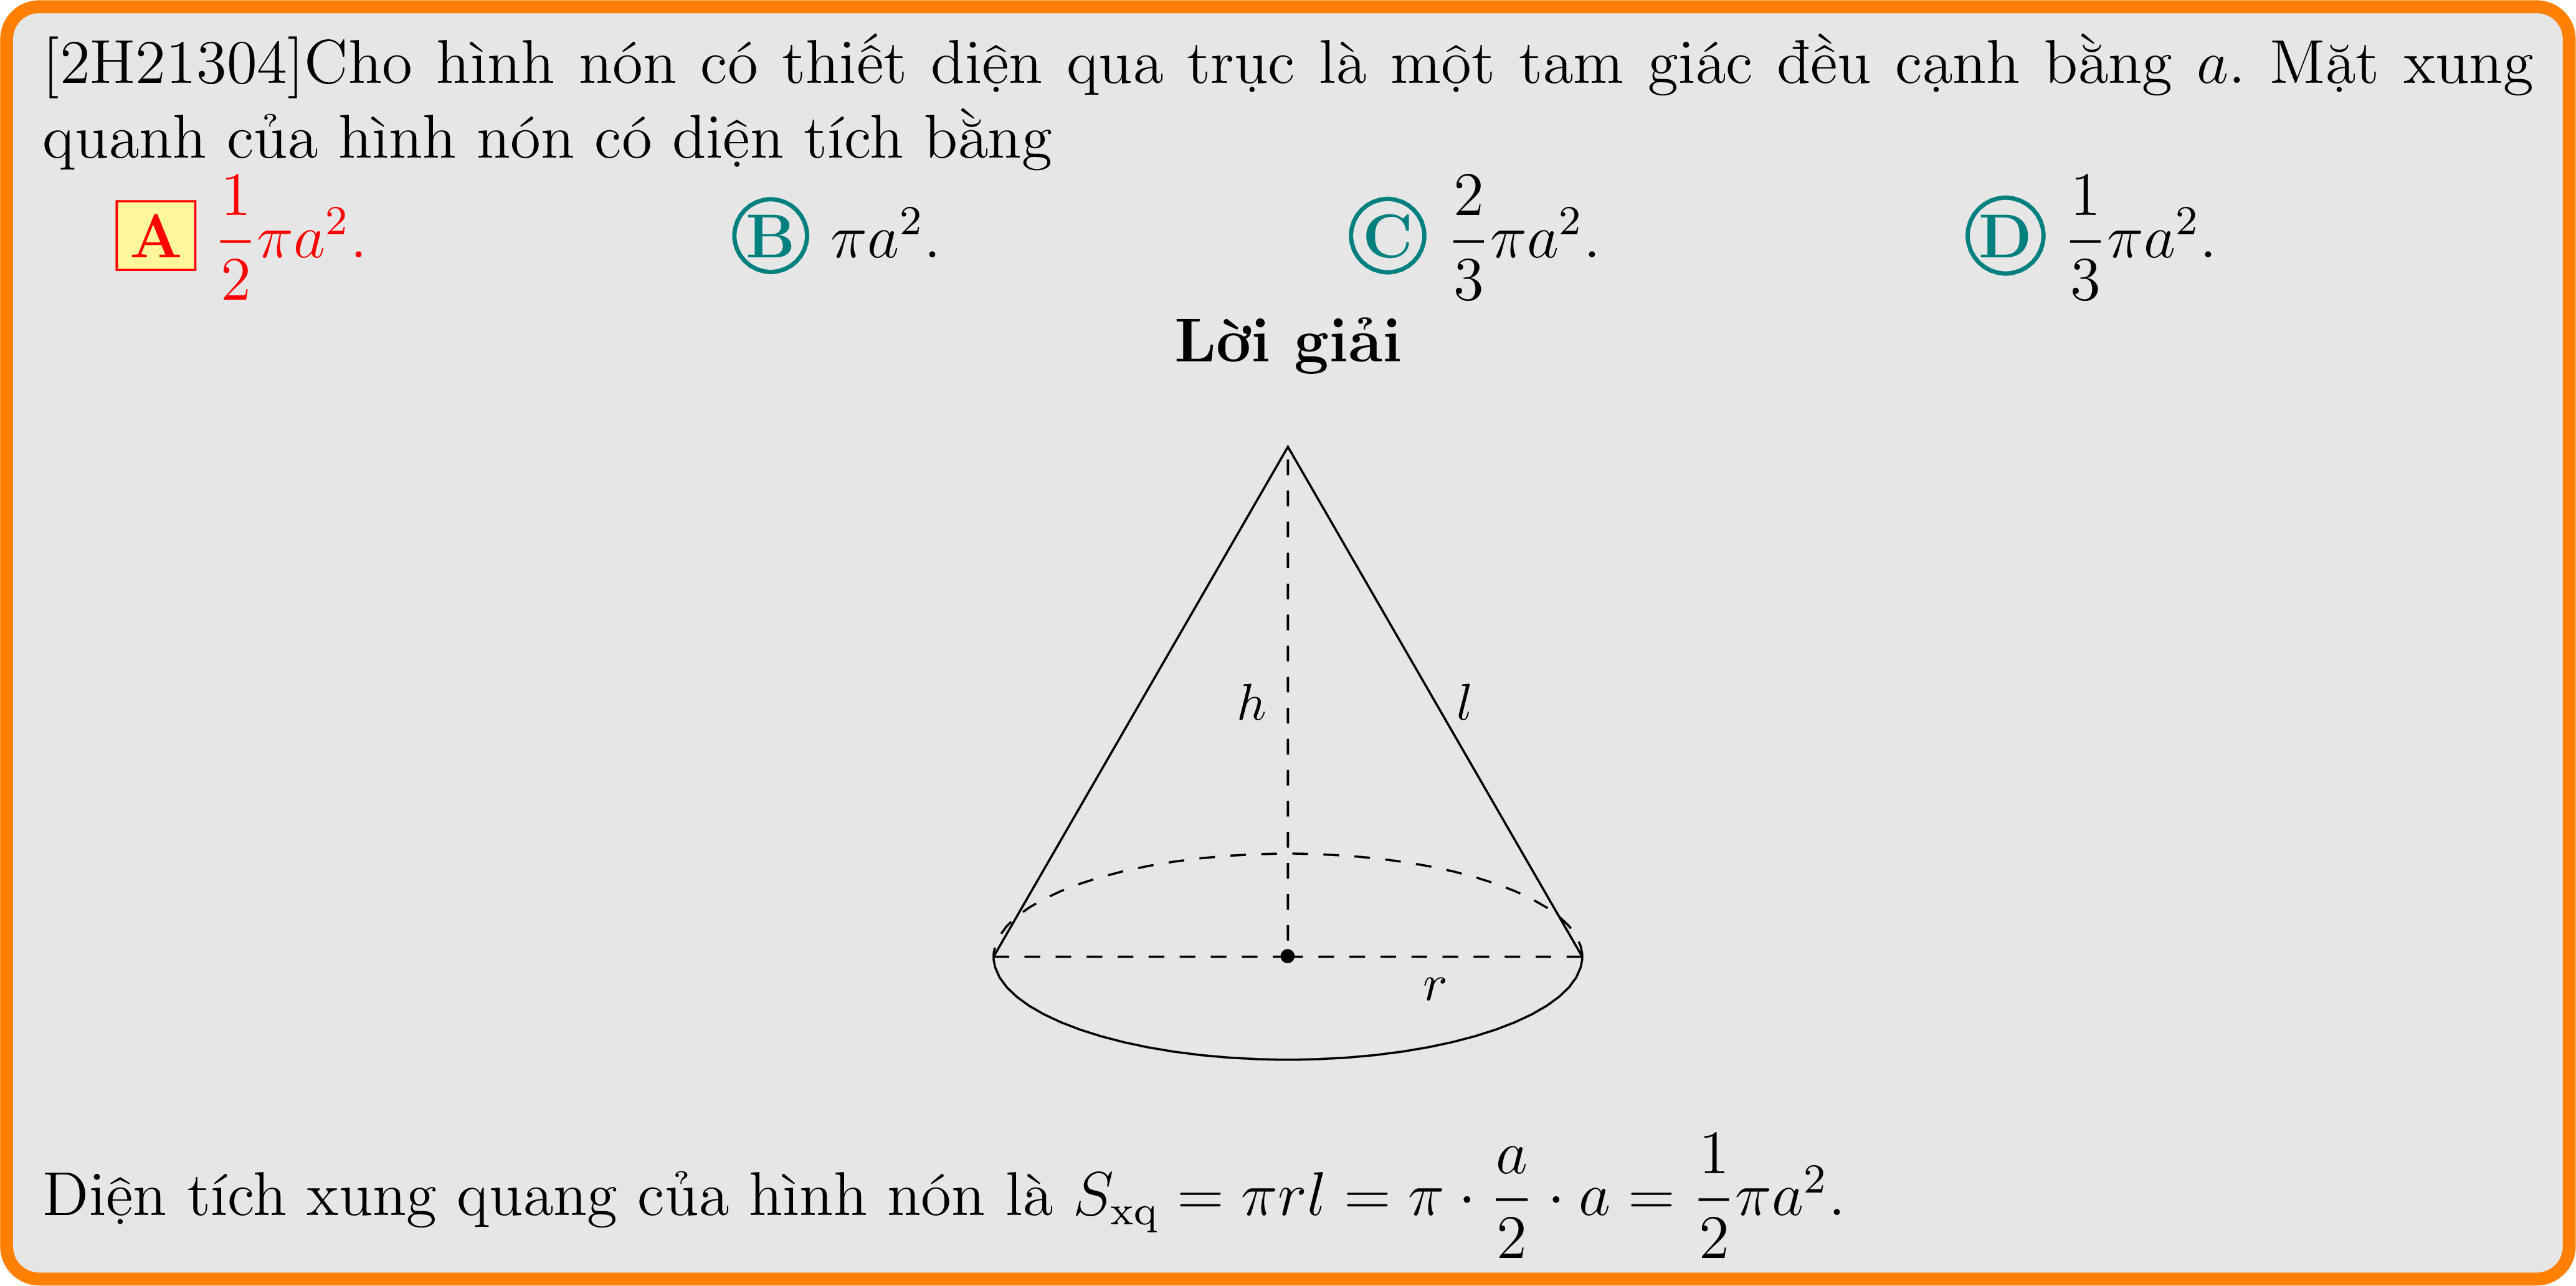 [2H21304]Cho hình nón có thiết diện qua trục là một tam giác đều cạnh bằng a. Mặt xung
quanh của hình nón có diện tích bằng
A $\frac{1}{2}\pi a^2$. B $\pi a^2$. C $\frac{2}{3}\pi a^2$. D $\frac{1}{3}\pi a^2$.
Lời giải
h l
r
Diện tích xung quang của hình nón là $S_{xq} = \pi rl = \pi \cdot \frac{a}{2} \cdot a = \frac{1}{2}\pi a^2$.